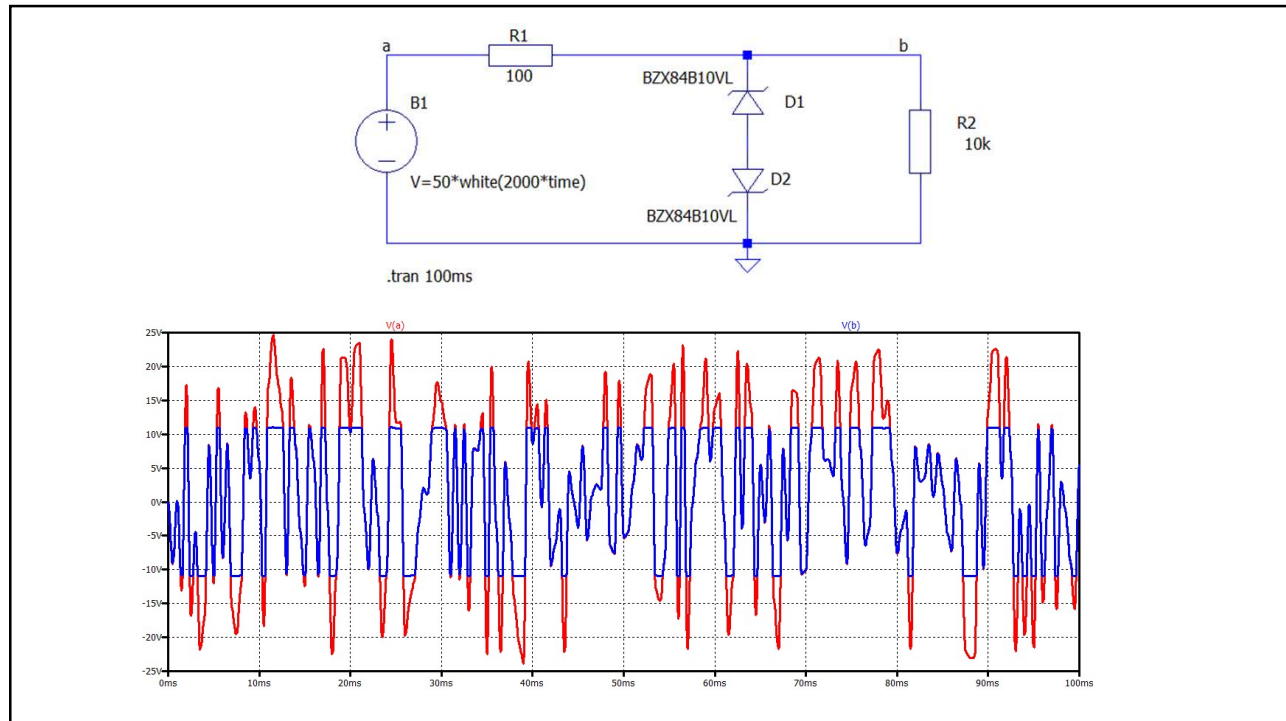 a
R1
b
100
BZX84B10VL
D1
B1
R2
10k
V=50*white(2000*time)
D2
BZX84B10VL
.tran 100ms
V(a)
V(b)
25V
20V
15V
10V
5V
0V
-5V
-10V
-15V
-20V
-25V
0ms
10ms
20ms
30ms
40ms
50ms
60ms
70ms
80ms
90ms
100ms